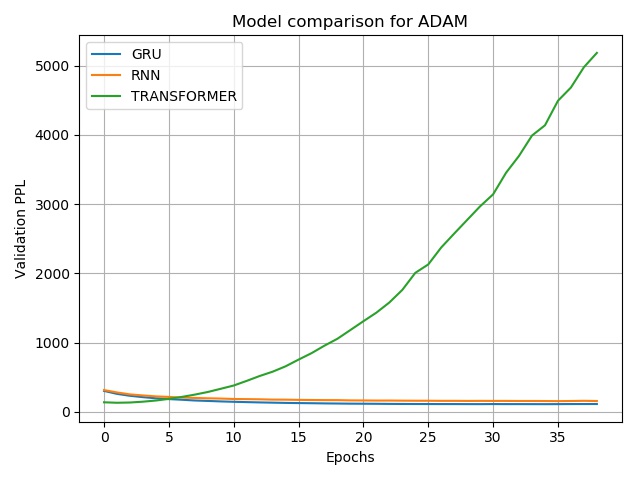 Model comparison for ADAM
GRU
RNN
TRANSFORMER
Validation PPL
5000
4000
3000
2000
1000
0
0 5 10 15 20 25 30 35
Epochs